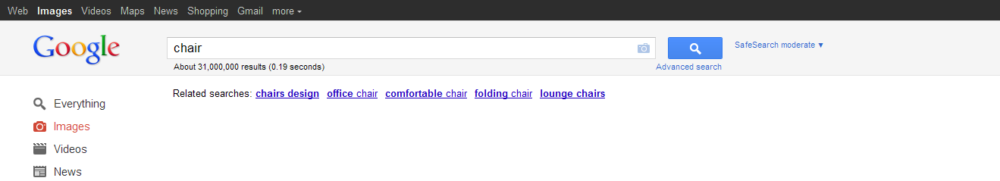 Web Images Videos Maps News Shopping Gmail more
Google
chair
SafeSearch moderate
About 31,000,000 results (0.19 seconds)
Advanced search
Related searches: chairs design office chair comfortable chair folding chair lounge chairs
Everything
Images
Videos
News